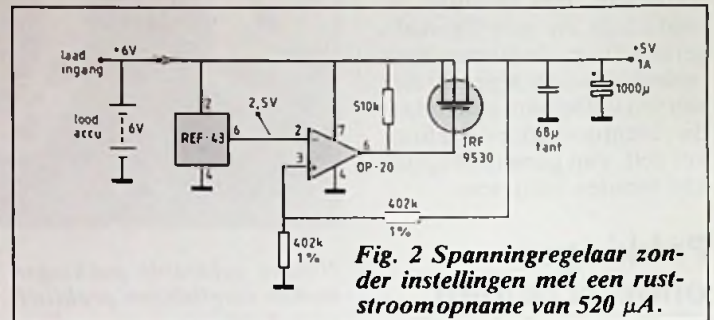 laad
ingang
+6V
lood
accu
6V
2
REF-43
6
4
2,5V
2
3
7
6
4
OP-20
510k
IRF
9530
402k
1%
402k
1%
68µ
tant
+
1000µ
+5V
1A
Fig. 2 Spanningregelaar zon-
der instellingen met een rust-
stroomopname van 520 µA.